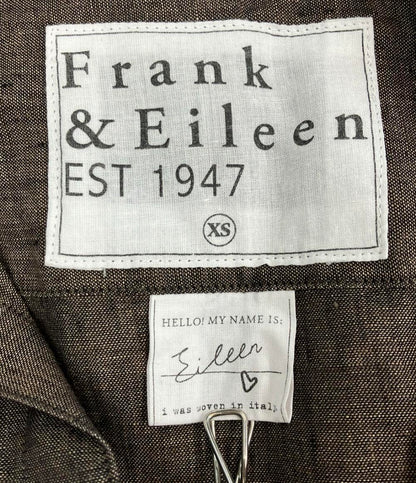 Frank
& Eileen
EST 1947
XS
HELLO! MY NAME IS:
Eileen
i was woven in italy